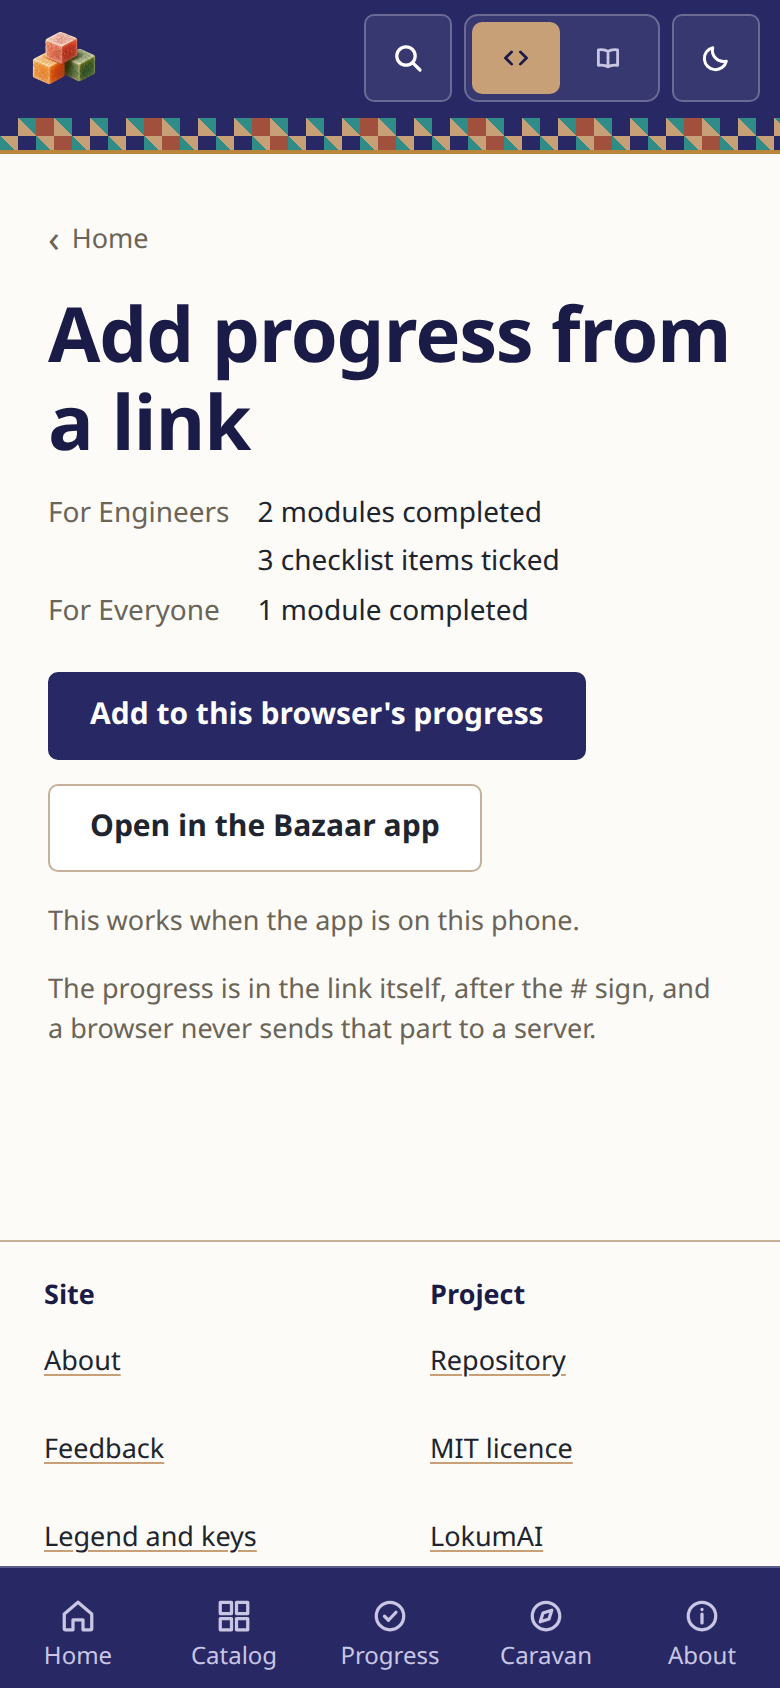 ‹ Home
Add progress from
a link
For Engineers 2 modules completed
3 checklist items ticked
For Everyone 1 module completed
Add to this browser's progress
Open in the Bazaar app
This works when the app is on this phone.
The progress is in the link itself, after the # sign, and
a browser never sends that part to a server.
Site Project
About Repository
Feedback MIT licence
Legend and keys LokumAI
Home Catalog Progress Caravan About